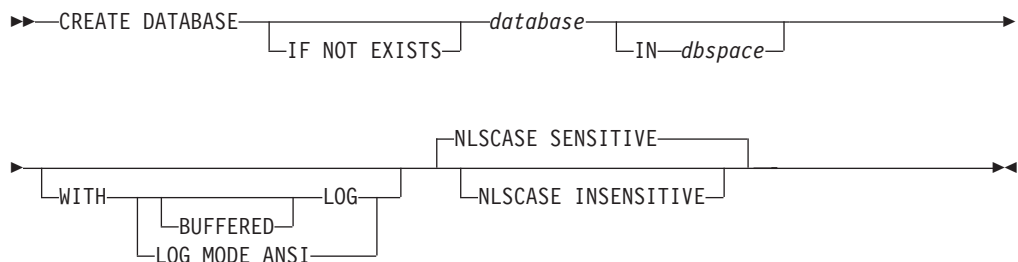 CREATE DATABASE database
IF NOT EXISTS IN dbspace
NLSCASE SENSITIVE
WITH LOG NLSCASE INSENSITIVE
BUFFERED
LOG MODE ANSI